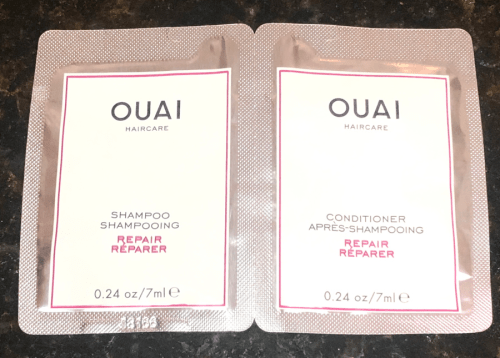 OUAI
HAIRCARE
SHAMPOO
SHAMPOOING
REPAIR
RÉPARER
0.24 oz/7ml ℮
OUAI
HAIRCARE
CONDITIONER
APRÈS-SHAMPOOING
REPAIR
RÉPARER
0.24 oz/7ml ℮